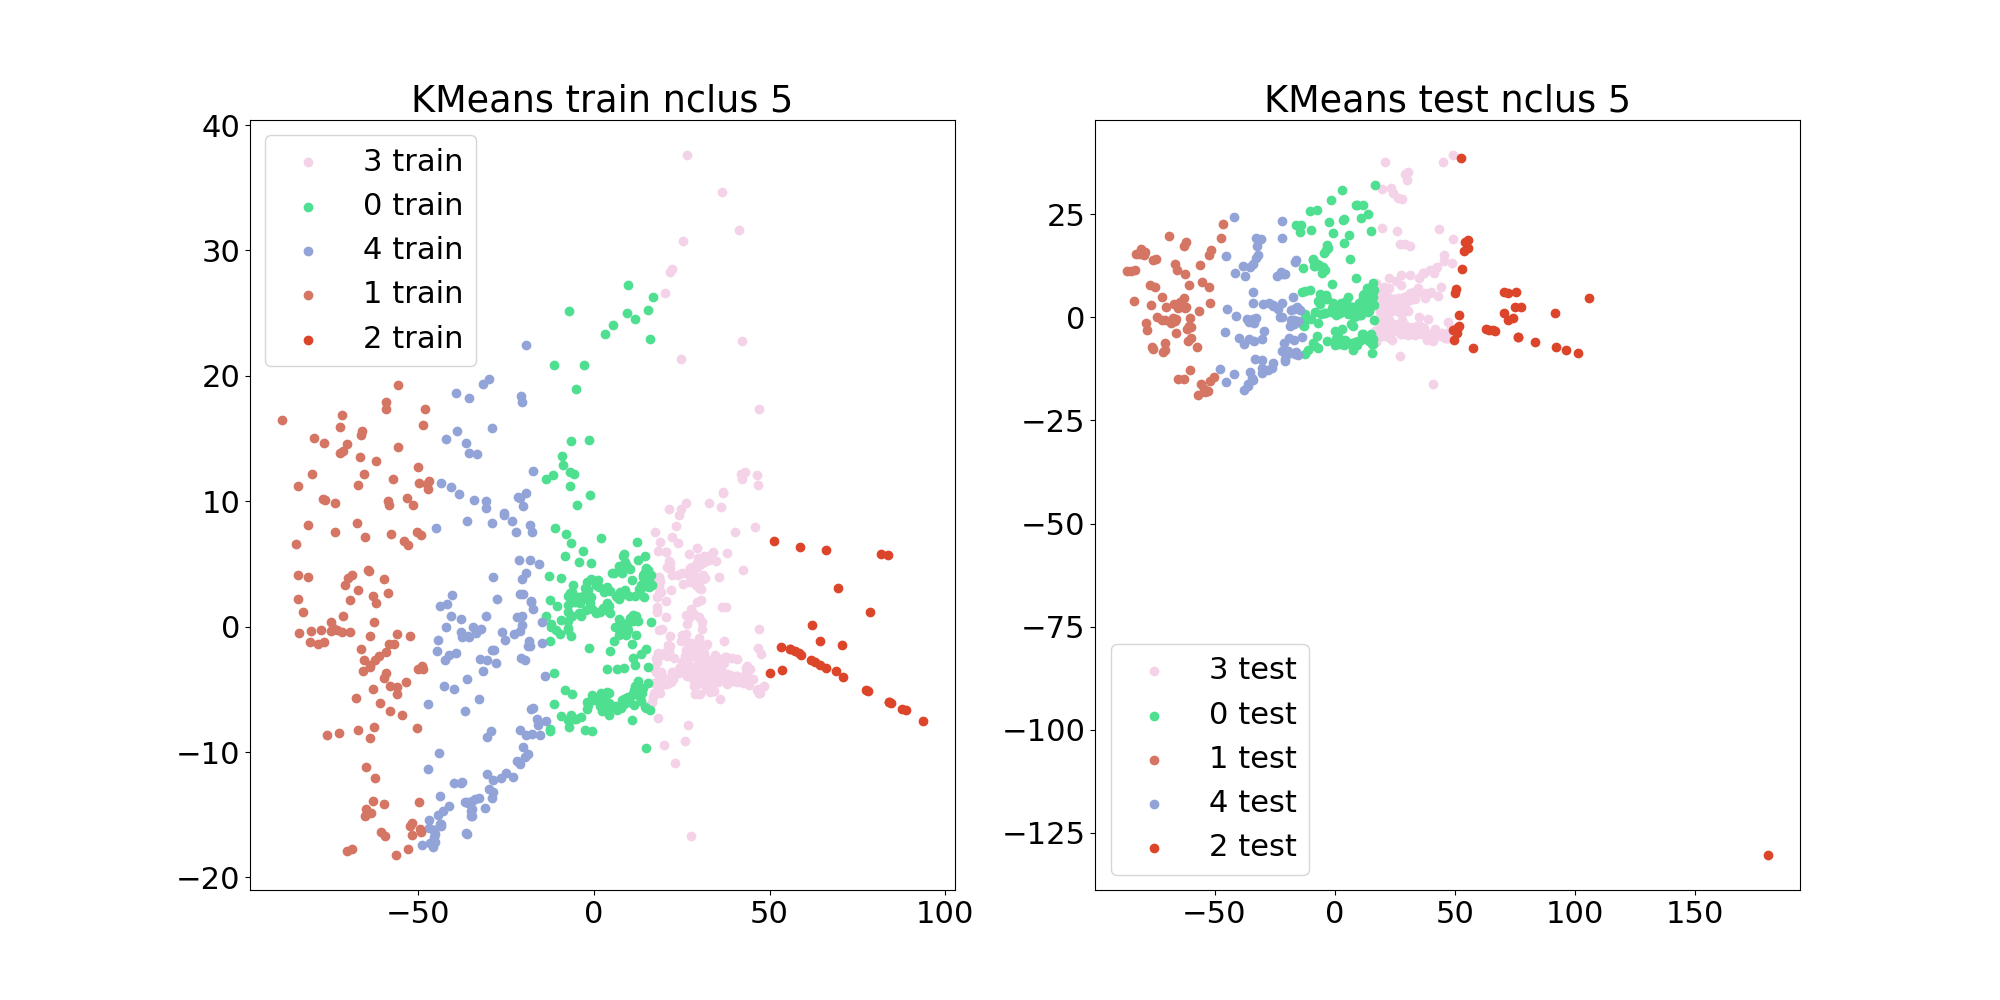 KMeans train nclus 5
40
30
20
10
0
−10
−20
−50 0 50 100
3 train
0 train
4 train
1 train
2 train
KMeans test nclus 5
25
0
−25
−50
−75
−100
−125
−50 0 50 100 150
3 test
0 test
1 test
4 test
2 test